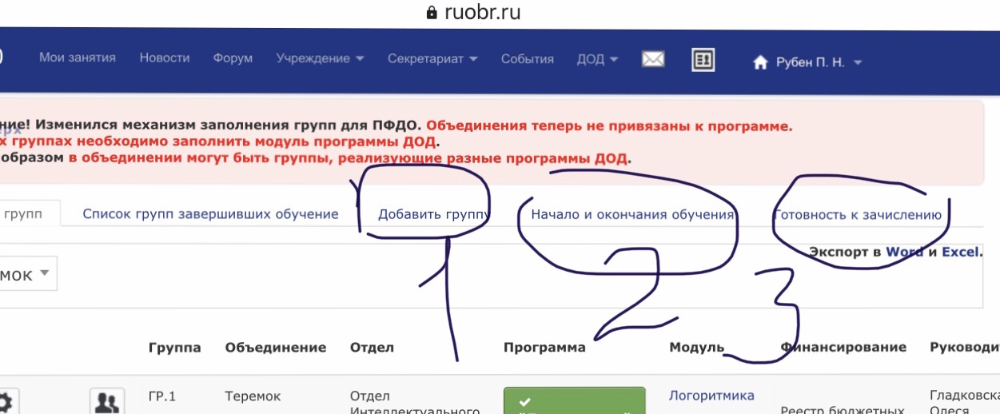 ruobr.ru
Мои занятия Новости Форум Учреждение Секретариат События ДОД Рубен П. Н.
ние! Изменился механизм заполнения групп для ПФДО. Объединения теперь не привязаны к программе.
х группах необходимо заполнить модуль программы ДОД.
образом в объединении могут быть группы, реализующие разные программы ДОД.
групп Список групп завершивших обучение Добавить группу Начало и окончания обучения Готовность к зачислению
Экспорт в Word и Excel.
мок
1 2 3
Группа Объединение Отдел Программа Модуль Финансирование Руководи
ГР.1 Теремок Отдел Логоритмика Гладковска
Интеллектуального Реестр бюджетных Олеся